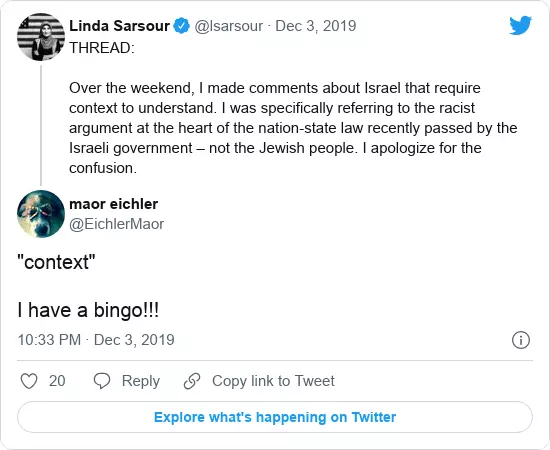 Linda Sarsour @lsarsour · Dec 3, 2019
THREAD:
Over the weekend, I made comments about Israel that require
context to understand. I was specifically referring to the racist
argument at the heart of the nation-state law recently passed by the
Israeli government – not the Jewish people. I apologize for the
confusion.
maor eichler
@EichlerMaor
"context"
I have a bingo!!!
10:33 PM · Dec 3, 2019
20 Reply Copy link to Tweet
Explore what's happening on Twitter